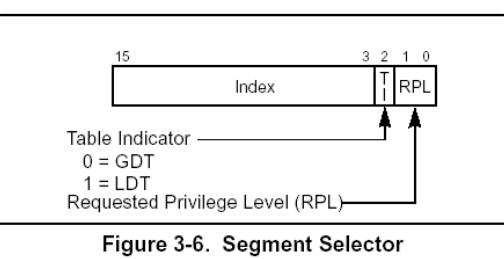 15 3 2 1 0
Index TI RPL
Table Indicator
0 = GDT
1 = LDT
Requested Privilege Level (RPL)
Figure 3-6. Segment Selector